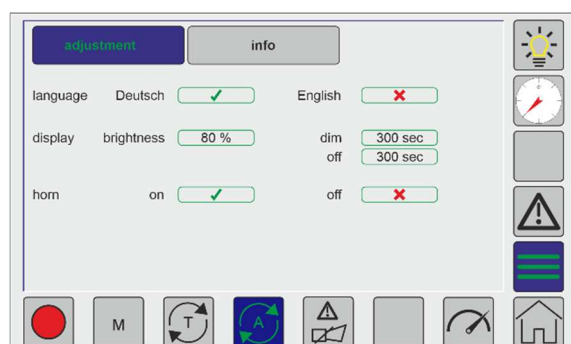 adjustment info
language Deutsch English
display brightness 80 % dim 300 sec
off 300 sec
horn on off
M T A